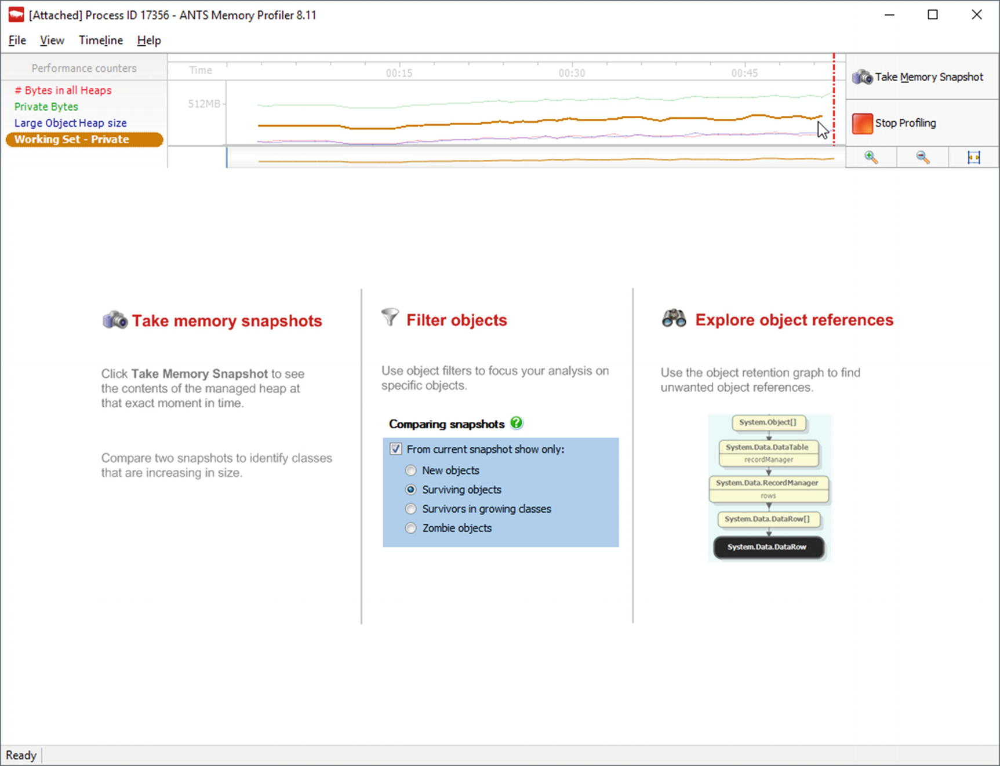 [Attached] Process ID 17356 - ANTS Memory Profiler 8.11
File View Timeline Help
Performance counters
# Bytes in all Heaps
Private Bytes
Large Object Heap size
Working Set - Private
Time
00:15
00:30
00:45
512MB
Take Memory Snapshot
Stop Profiling
Take memory snapshots
Click Take Memory Snapshot to see
the contents of the managed heap at
that exact moment in time.
Compare two snapshots to identify classes
that are increasing in size.
Filter objects
Use object filters to focus your analysis on
specific objects.
Comparing snapshots ?
From current snapshot show only:
New objects
Surviving objects
Survivors in growing classes
Zombie objects
Explore object references
Use the object retention graph to find
unwanted object references.
System.Object[]
System.Data.DataTable
recordManager
System.Data.RecordManager
rows
System.Data.DataRow[]
System.Data.DataRow
Ready